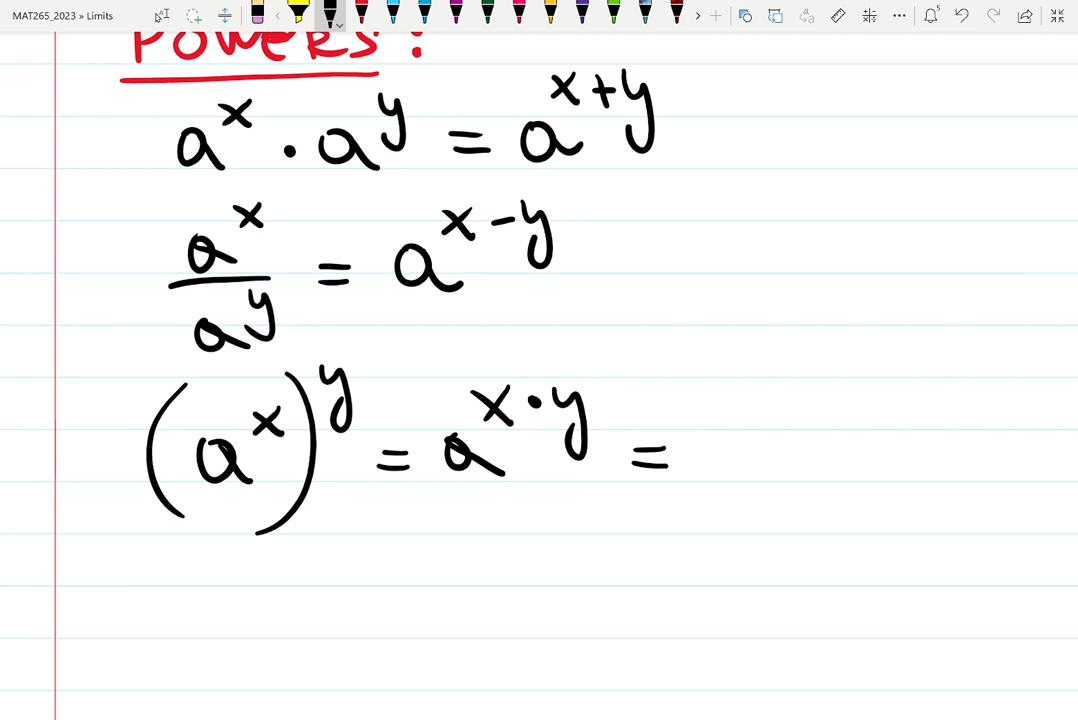 MAT265_2023 » Limits
POWERS:
a^x · a^y = a^{x+y}
a^x / a^y = a^{x-y}
(a^x)^y = a^{x·y} =